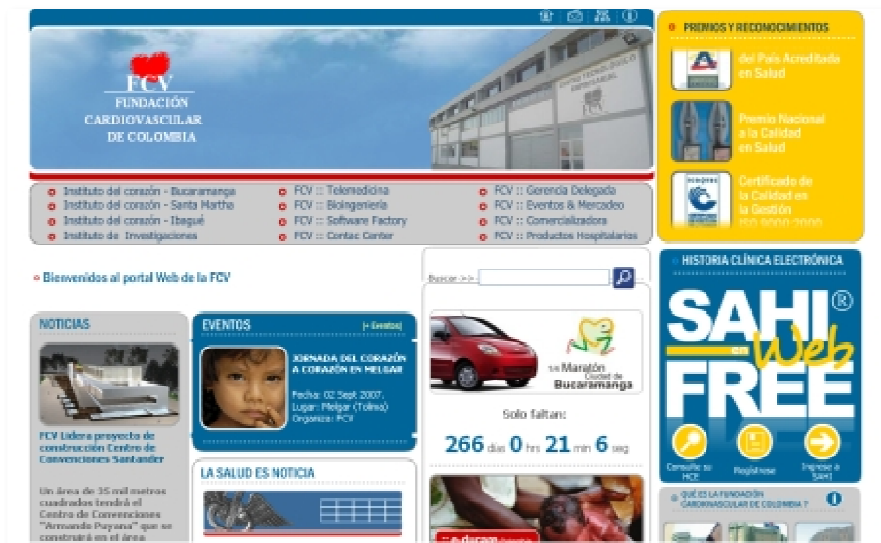 FCV
FUNDACIÓN
CARDIOVASCULAR
DE COLOMBIA
CENTRO TECNOLÓGICO
EMPRESARIAL
FCV
PREMIOS Y RECONOCIMIENTOS
del País Acreditada
en Salud
Premio Nacional
a la Calidad
en Salud
Certificado de
la Calidad en
la Gestión
ISO 9000:2000
Instituto del corazón - Bucaramanga
Instituto del corazón - Santa Martha
Instituto del corazón - Ibagué
Instituto de Investigaciones
FCV :: Telemedicina
FCV :: Bioingeniería
FCV :: Software Factory
FCV :: Contac Center
FCV :: Gerencia Delegada
FCV :: Eventos & Mercadeo
FCV :: Comercializadora
FCV :: Productos Hospitalarios
Bienvenidos al portal Web de la FCV
Buscar >>
NOTICIAS
FCV Lidera proyecto de
construcción Centro de
Convenciones Santander
Un área de 35 mil metros
cuadrados tendrá el
Centro de Convenciones
"Armando Puyana" que se
construirá en el área
EVENTOS
[+ Eventos]
JORNADA DEL CORAZÓN
A CORAZÓN EN MELGAR
Fecha: 02 Sept 2007.
Lugar: Melgar (Tolima)
Organiza: FCV
LA SALUD ES NOTICIA
Maratón
Ciudad de
Bucaramanga
Solo faltan:
266 días 0 hrs 21 min 6 seg
HISTORIA CLÍNICA ELECTRÓNICA
SAHI®
en Web
FREE
Consulte su
HCE
Regístrese
Ingrese a
SAHI
QUÉ ES LA FUNDACIÓN
CARDIOVASCULAR DE COLOMBIA ?